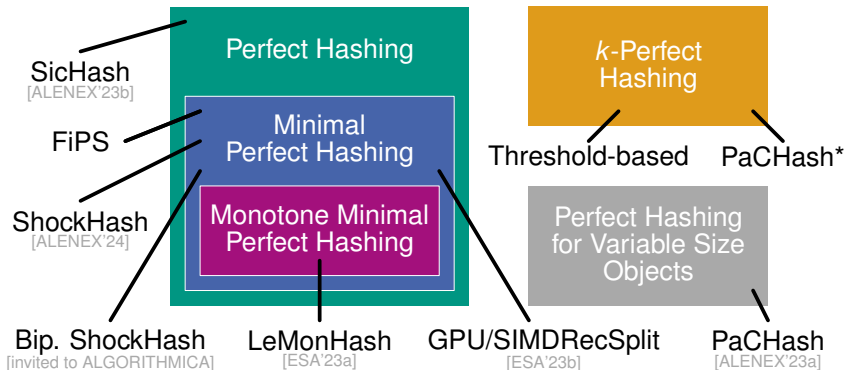 Perfect Hashing
k-Perfect
Hashing
SicHash
[ALENEX'23b]
FiPS
Minimal
Perfect Hashing
Threshold-based
PaCHash*
ShockHash
[ALENEX'24]
Monotone Minimal
Perfect Hashing
Perfect Hashing
for Variable Size
Objects
Bip. ShockHash
[invited to ALGORITHMICA]
LeMonHash
[ESA'23a]
GPU/SIMDRecSplit
[ESA'23b]
PaCHash
[ALENEX'23a]